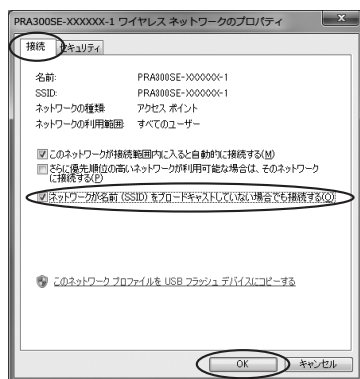 PRA300SE-XXXXXX-1 ワイヤレス ネットワークのプロパティ
接続 セキュリティ
名前: PRA300SE-XXXXXX-1
SSID: PRA300SE-XXXXXX-1
ネットワークの種類: アクセス ポイント
ネットワークの利用範囲: すべてのユーザー
このネットワークが接続範囲内に入ると自動的に接続する(M)
さらに優先順位の高いネットワークが利用可能な場合は、そのネットワーク
に接続する(P)
ネットワークが名前 (SSID) をブロードキャストしていない場合でも接続する(O)
このネットワーク プロファイルを USB フラッシュ デバイスにコピーする
OK キャンセル